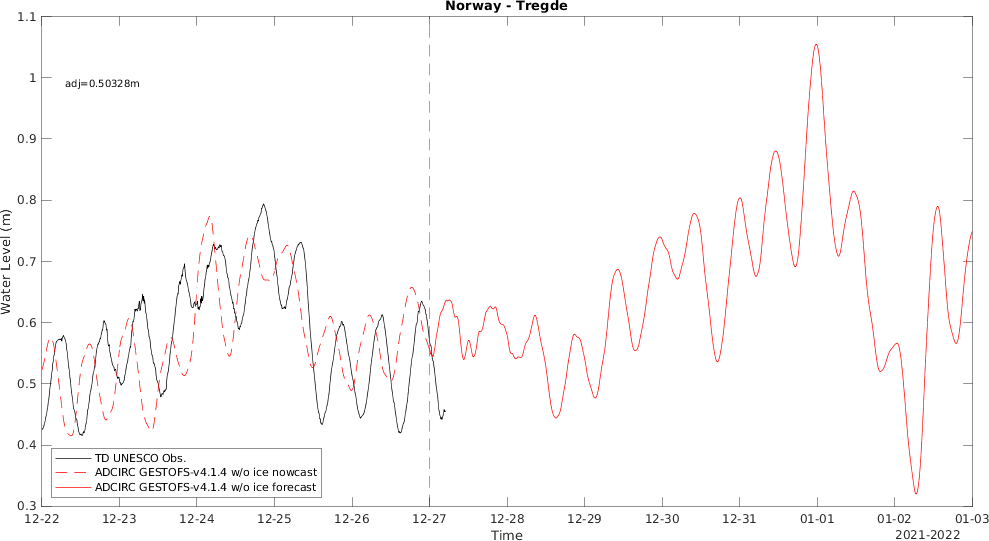 Norway - Tregde
1.1
1
0.9
0.8
0.7
0.6
0.5
0.4
0.3
Water Level (m)
adj=0.50328m
TD UNESCO Obs.
ADCIRC GESTOFS-v4.1.4 w/o ice nowcast
ADCIRC GESTOFS-v4.1.4 w/o ice forecast
12-22 12-23 12-24 12-25 12-26 12-27 12-28 12-29 12-30 12-31 01-01 01-02 01-03
Time
2021-2022